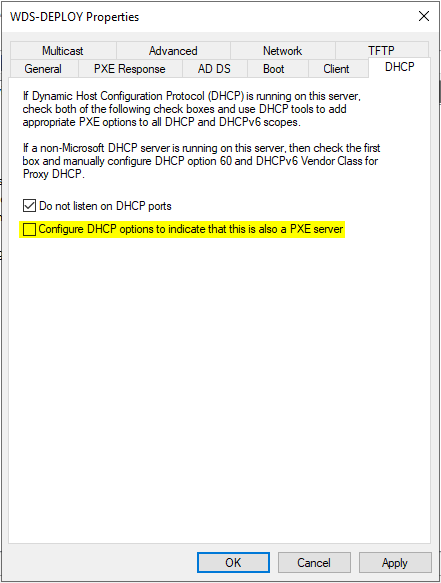 WDS-DEPLOY Properties
Multicast Advanced Network TFTP
General PXE Response AD DS Boot Client DHCP
If Dynamic Host Configuration Protocol (DHCP) is running on this server,
check both of the following check boxes and use DHCP tools to add
appropriate PXE options to all DHCP and DHCPv6 scopes.
If a non-Microsoft DHCP server is running on this server, then check the first
box and manually configure DHCP option 60 and DHCPv6 Vendor Class for
Proxy DHCP.
Do not listen on DHCP ports
Configure DHCP options to indicate that this is also a PXE server
OK Cancel Apply